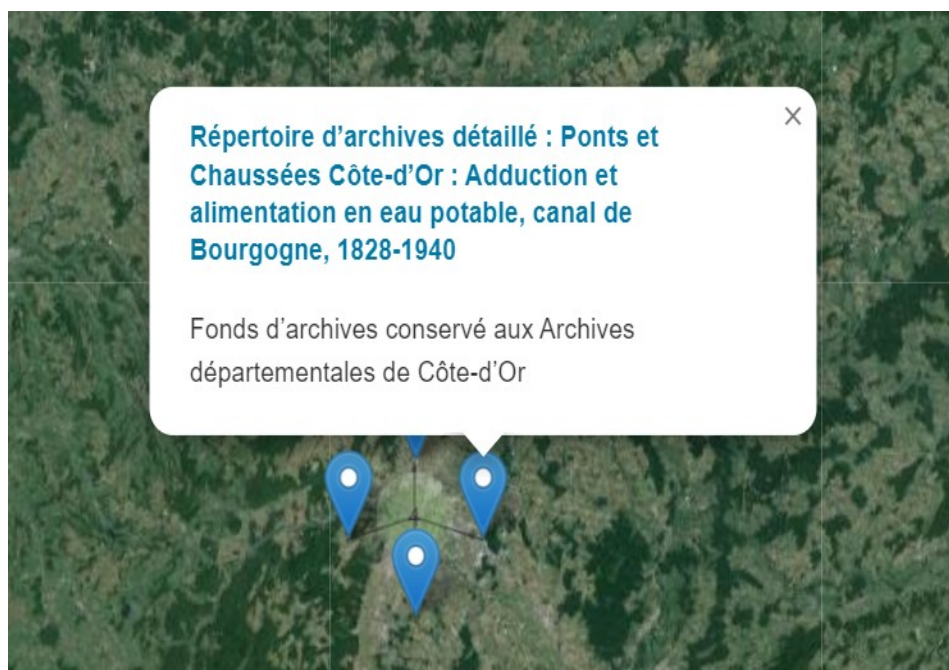 Répertoire d’archives détaillé : Ponts et
Chaussées Côte-d’Or : Adduction et
alimentation en eau potable, canal de
Bourgogne, 1828-1940
Fonds d’archives conservé aux Archives
départementales de Côte-d’Or